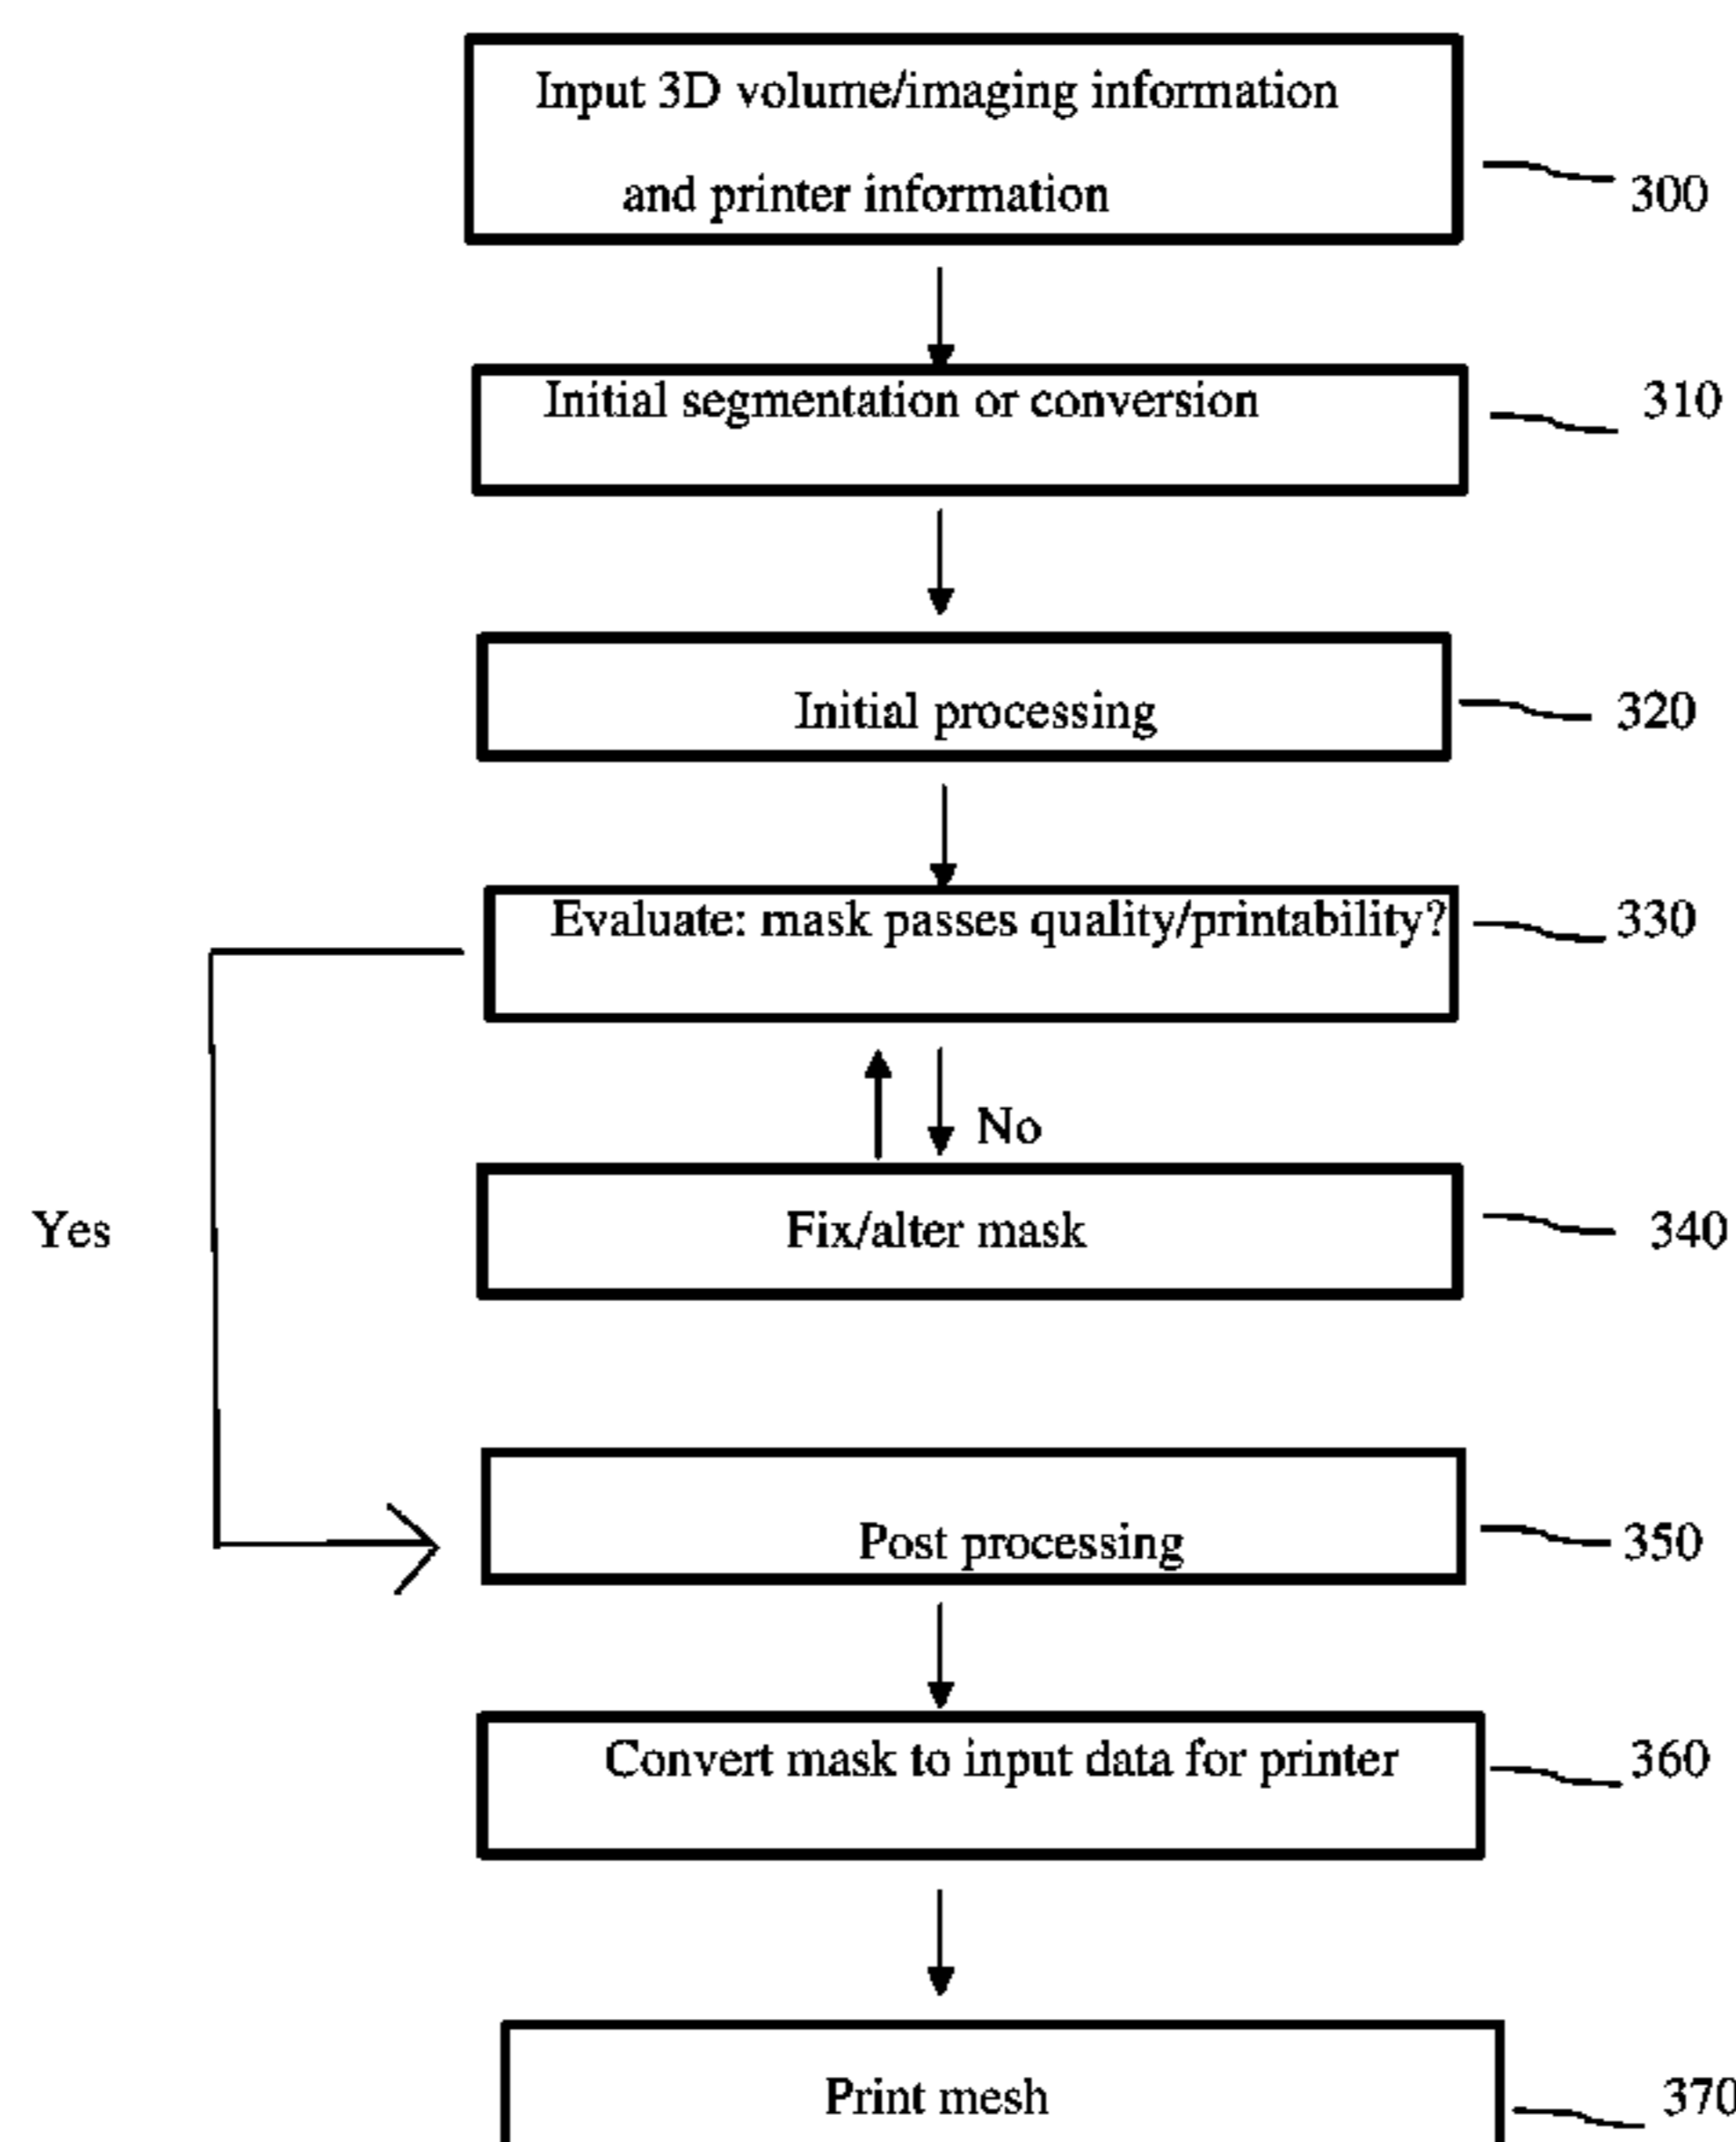 Input 3D volume/imaging information
and printer information
300
Initial segmentation or conversion
310
Initial processing
320
Evaluate: mask passes quality/printability?
330
No
Yes
Fix/alter mask
340
Post processing
350
Convert mask to input data for printer
360
Print mesh
370